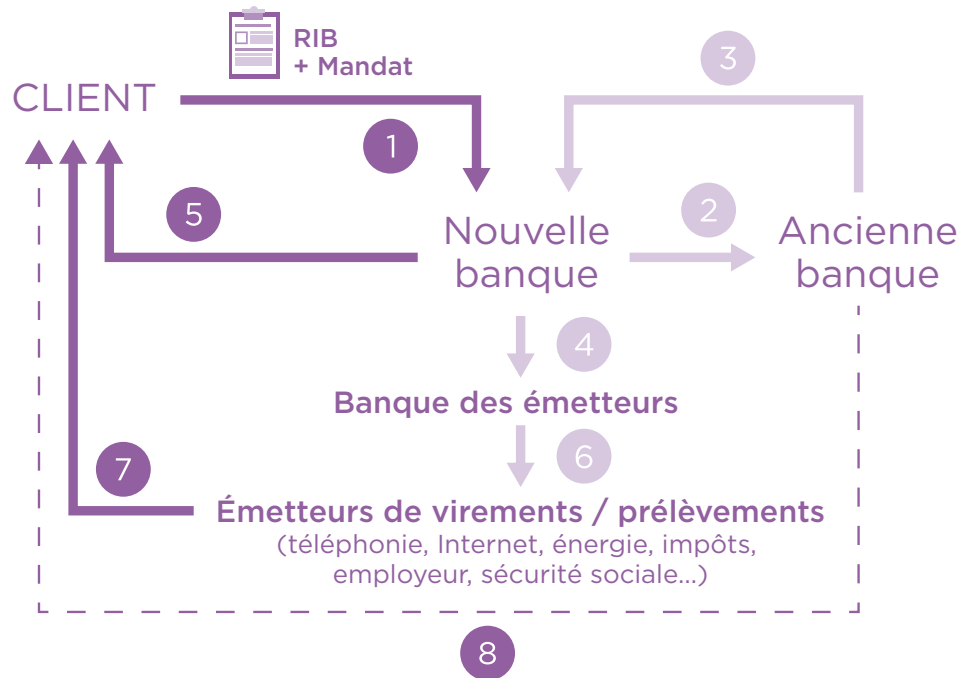 RIB
+ Mandat
3
CLIENT
1
5
2
Nouvelle
banque
Ancienne
banque
4
Banque des émetteurs
6
7
Émetteurs de virements / prélèvements
(téléphonie, Internet, énergie, impôts,
employeur, sécurité sociale...)
8